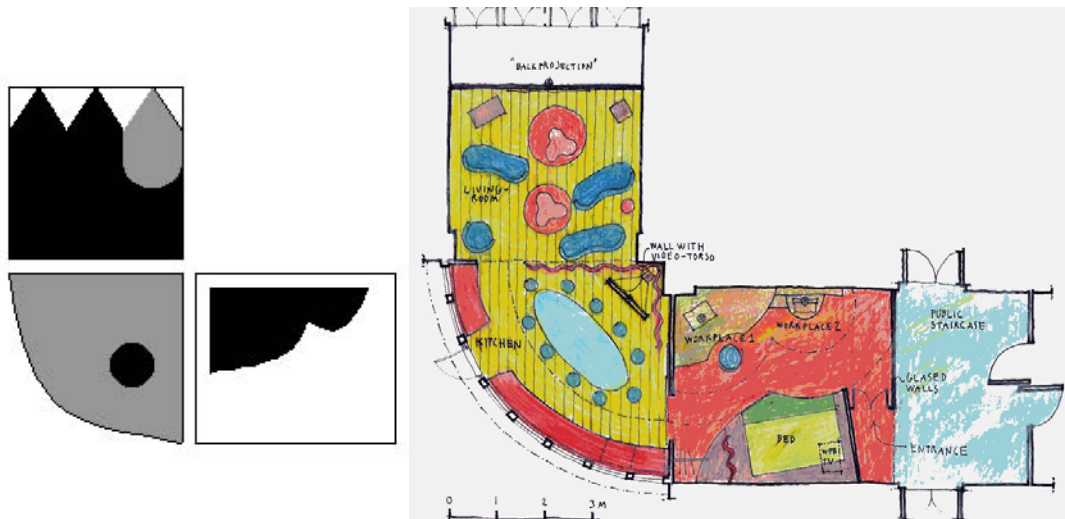 "BACKPROJECTION"
LIVING-
ROOM
WALL WITH
VIDEO-TORSO
KITCHEN
WORKPLACE 1
WORKPLACE 2
PUBLIC
STAIRCASE
GLASED
WALLS
BED
ENTRANCE
0 1 2 3 M